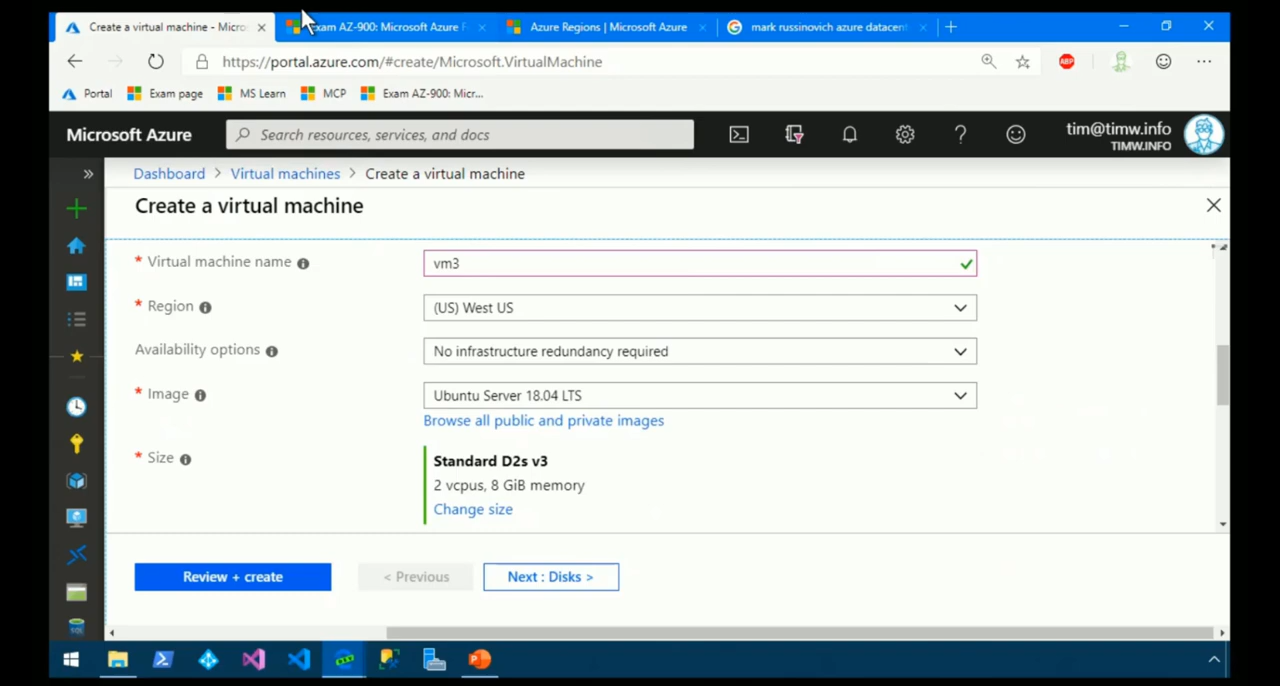 Create a virtual machine - Micro
Exam AZ-900: Microsoft Azure F
Azure Regions | Microsoft Azure
mark russinovich azure datacent
https://portal.azure.com/#create/Microsoft.VirtualMachine
ABP
Portal
Exam page
MS Learn
MCP
Exam AZ-900: Micr...
Microsoft Azure
Search resources, services, and docs
tim@timw.info
TIMW.INFO
Dashboard > Virtual machines > Create a virtual machine
Create a virtual machine
* Virtual machine name
vm3
* Region
(US) West US
Availability options
No infrastructure redundancy required
* Image
Ubuntu Server 18.04 LTS
Browse all public and private images
* Size
Standard D2s v3
2 vcpus, 8 GiB memory
Change size
Review + create
< Previous
Next : Disks >
SQL